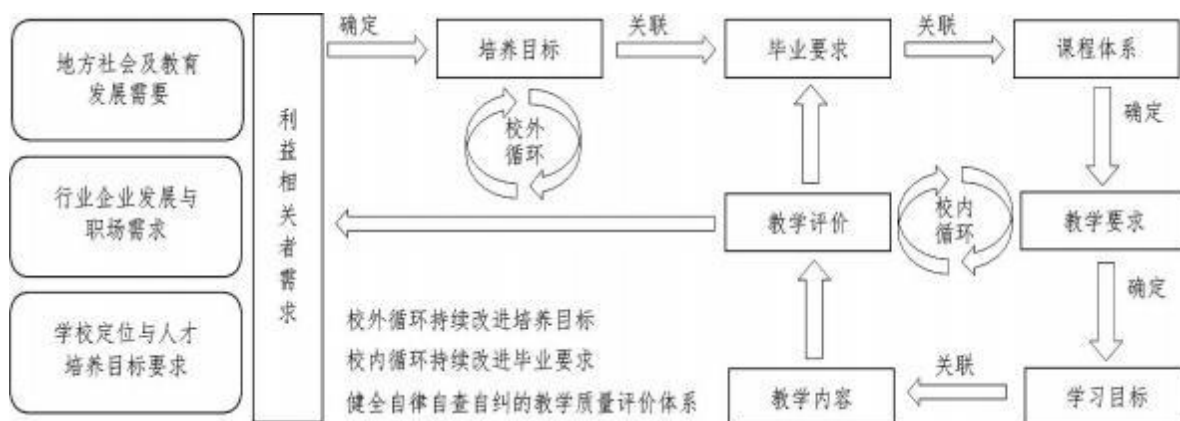 地方社会及教育
发展需要
行业企业发展与
职场需求
学校定位与人才
培养目标要求
利益相关者需求
确定
培养目标
关联
毕业要求
关联
课程体系
校外
循环
确定
教学评价
校内
循环
教学要求
确定
校外循环持续改进培养目标
校内循环持续改进毕业要求
健全自律自查自纠的教学质量评价体系
教学内容
关联
学习目标